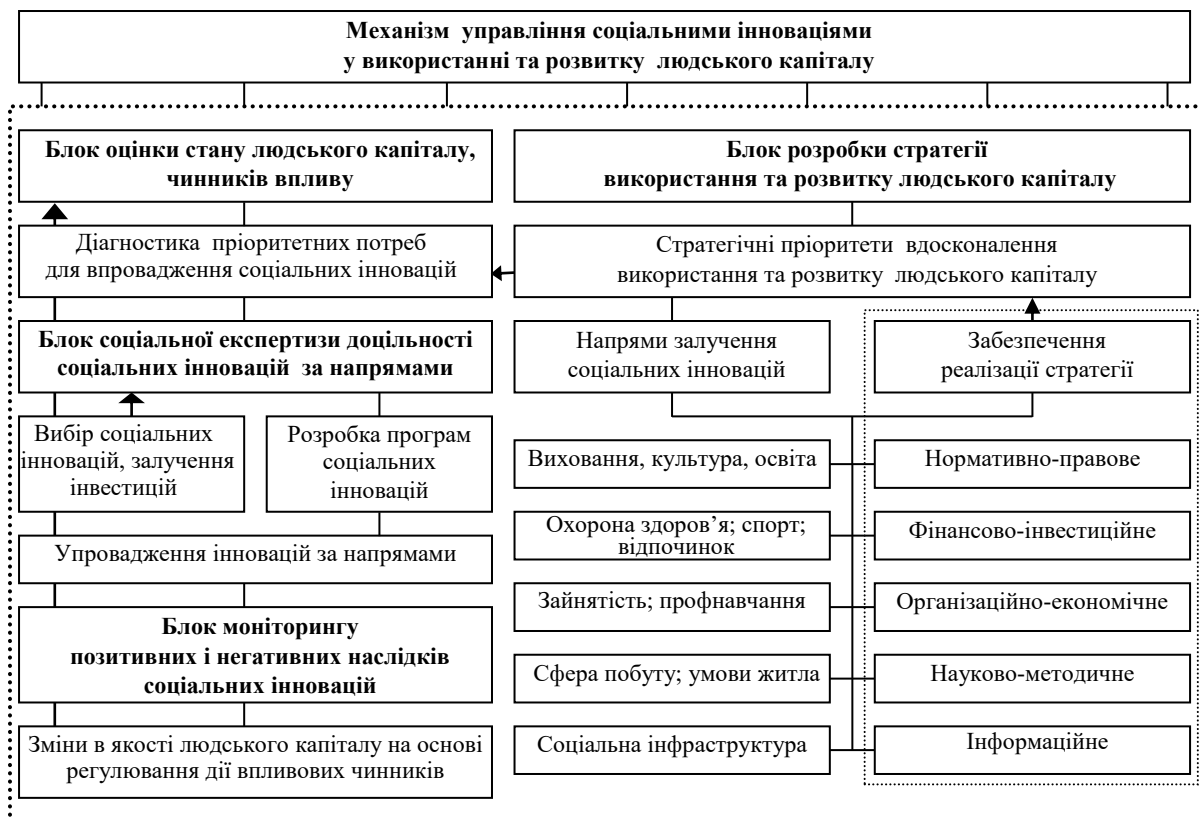 Механізм управління соціальними інноваціями
у використанні та розвитку людського капіталу
Блок оцінки стану людського капіталу,
чинників впливу
Діагностика пріоритетних потреб
для впровадження соціальних інновацій
Блок соціальної експертизи доцільності
соціальних інновацій за напрямами
Вибір соціальних
інновацій, залучення
інвестицій
Розробка програм
соціальних
інновацій
Упровадження інновацій за напрямами
Блок моніторингу
позитивних і негативних наслідків
соціальних інновацій
Зміни в якості людського капіталу на основі
регулювання дії впливових чинників
Блок розробки стратегії
використання та розвитку людського капіталу
Стратегічні пріоритети вдосконалення
використання та розвитку людського капіталу
Напрями залучення
соціальних інновацій
Забезпечення
реалізації стратегії
Виховання, культура, освіта
Нормативно-правове
Охорона здоров’я; спорт;
відпочинок
Фінансово-інвестиційне
Зайнятість; профнавчання
Організаційно-економічне
Сфера побуту; умови житла
Науково-методичне
Соціальна інфраструктура
Інформаційне